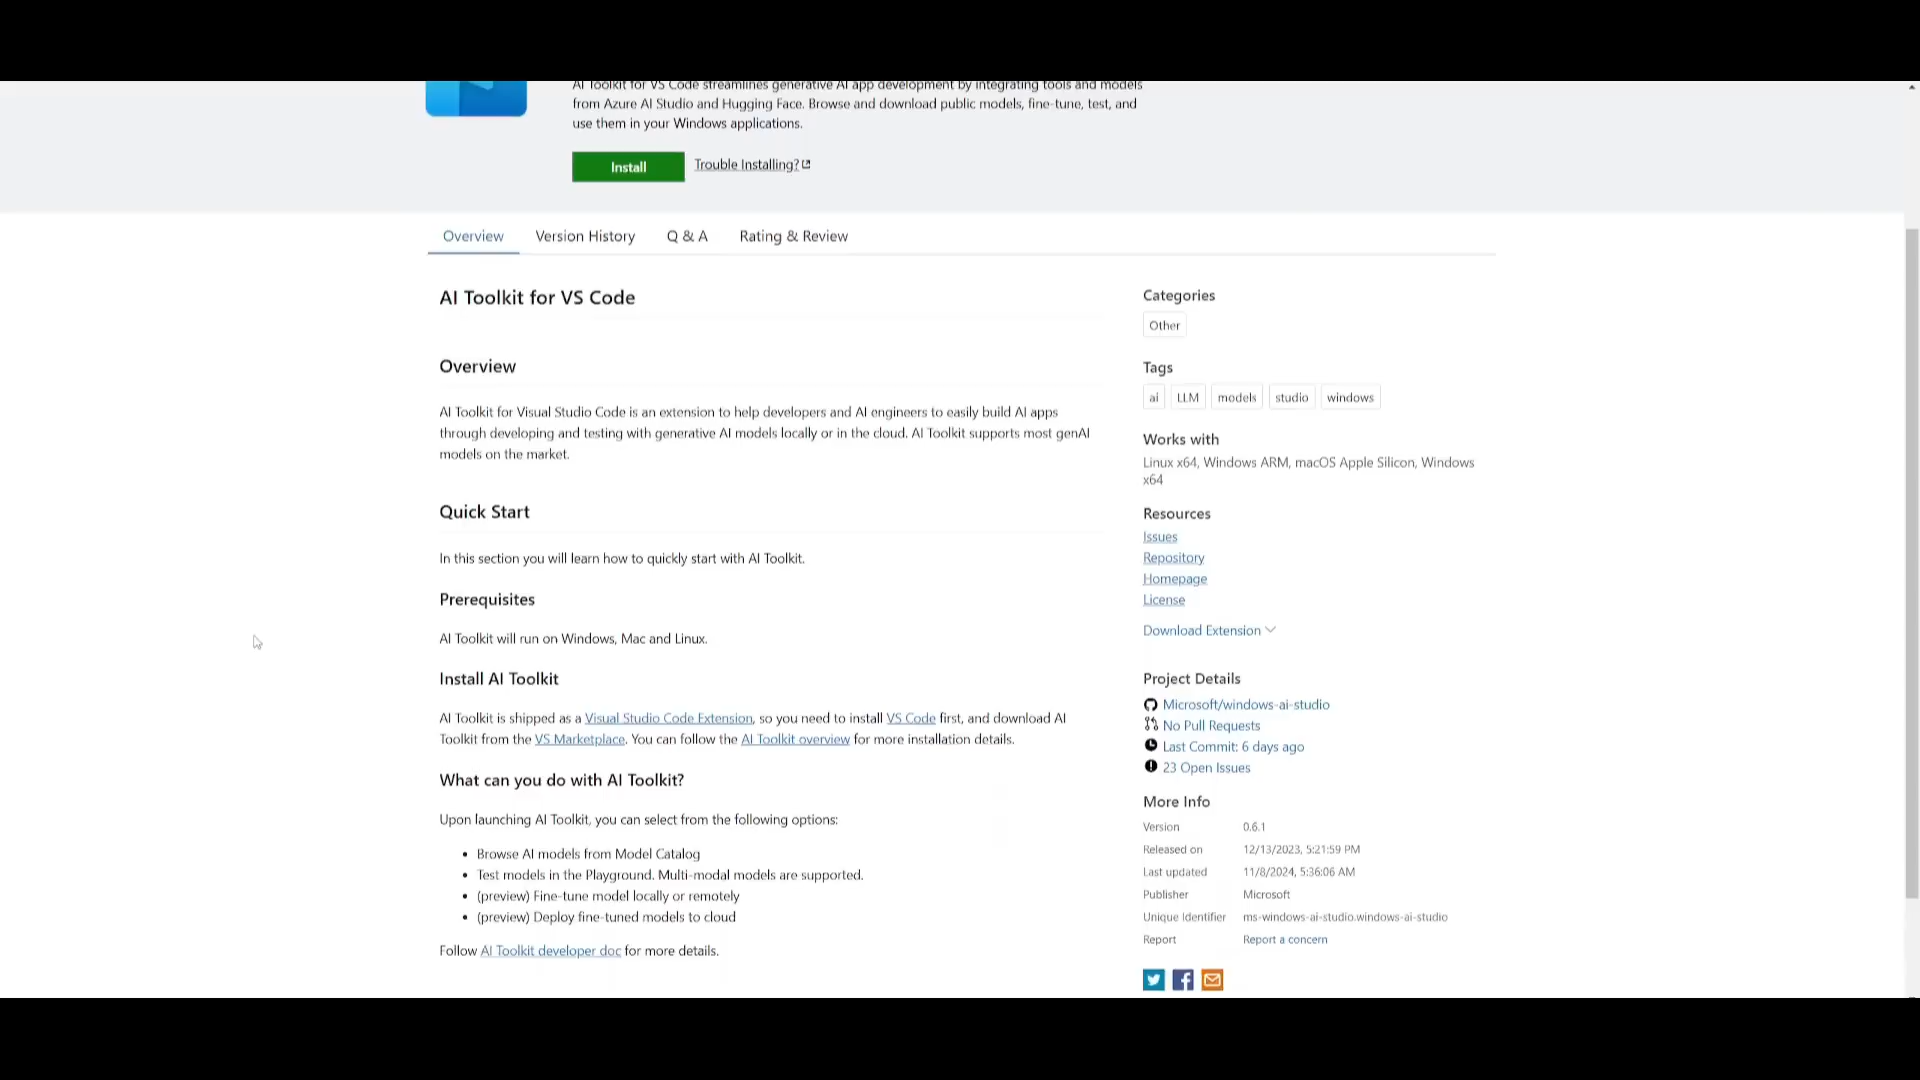 AI Toolkit for VS Code streamlines generative AI app development by integrating tools and models
from Azure AI Studio and Hugging Face. Browse and download public models, fine-tune, test, and
use them in your Windows applications.
Install
Trouble Installing?
Overview
Version History
Q & A
Rating & Review
AI Toolkit for VS Code
Overview
AI Toolkit for Visual Studio Code is an extension to help developers and AI engineers to easily build AI apps
through developing and testing with generative AI models locally or in the cloud. AI Toolkit supports most genAI
models on the market.
Quick Start
In this section you will learn how to quickly start with AI Toolkit.
Prerequisites
AI Toolkit will run on Windows, Mac and Linux.
Install AI Toolkit
AI Toolkit is shipped as a Visual Studio Code Extension, so you need to install VS Code first, and download AI
Toolkit from the VS Marketplace. You can follow the AI Toolkit overview for more installation details.
What can you do with AI Toolkit?
Upon launching AI Toolkit, you can select from the following options:
• Browse AI models from Model Catalog
• Test models in the Playground. Multi-modal models are supported.
• (preview) Fine-tune model locally or remotely
• (preview) Deploy fine-tuned models to cloud
Follow AI Toolkit developer doc for more details.
Categories
Other
Tags
ai LLM models studio windows
Works with
Linux x64, Windows ARM, macOS Apple Silicon, Windows
x64
Resources
Issues
Repository
Homepage
License
Download Extension
Project Details
Microsoft/windows-ai-studio
No Pull Requests
Last Commit: 6 days ago
23 Open Issues
More Info
Version 0.6.1
Released on 12/13/2023, 5:21:59 PM
Last updated 11/8/2024, 5:36:06 AM
Publisher Microsoft
Unique Identifier ms-windows-ai-studio.windows-ai-studio
Report Report a concern